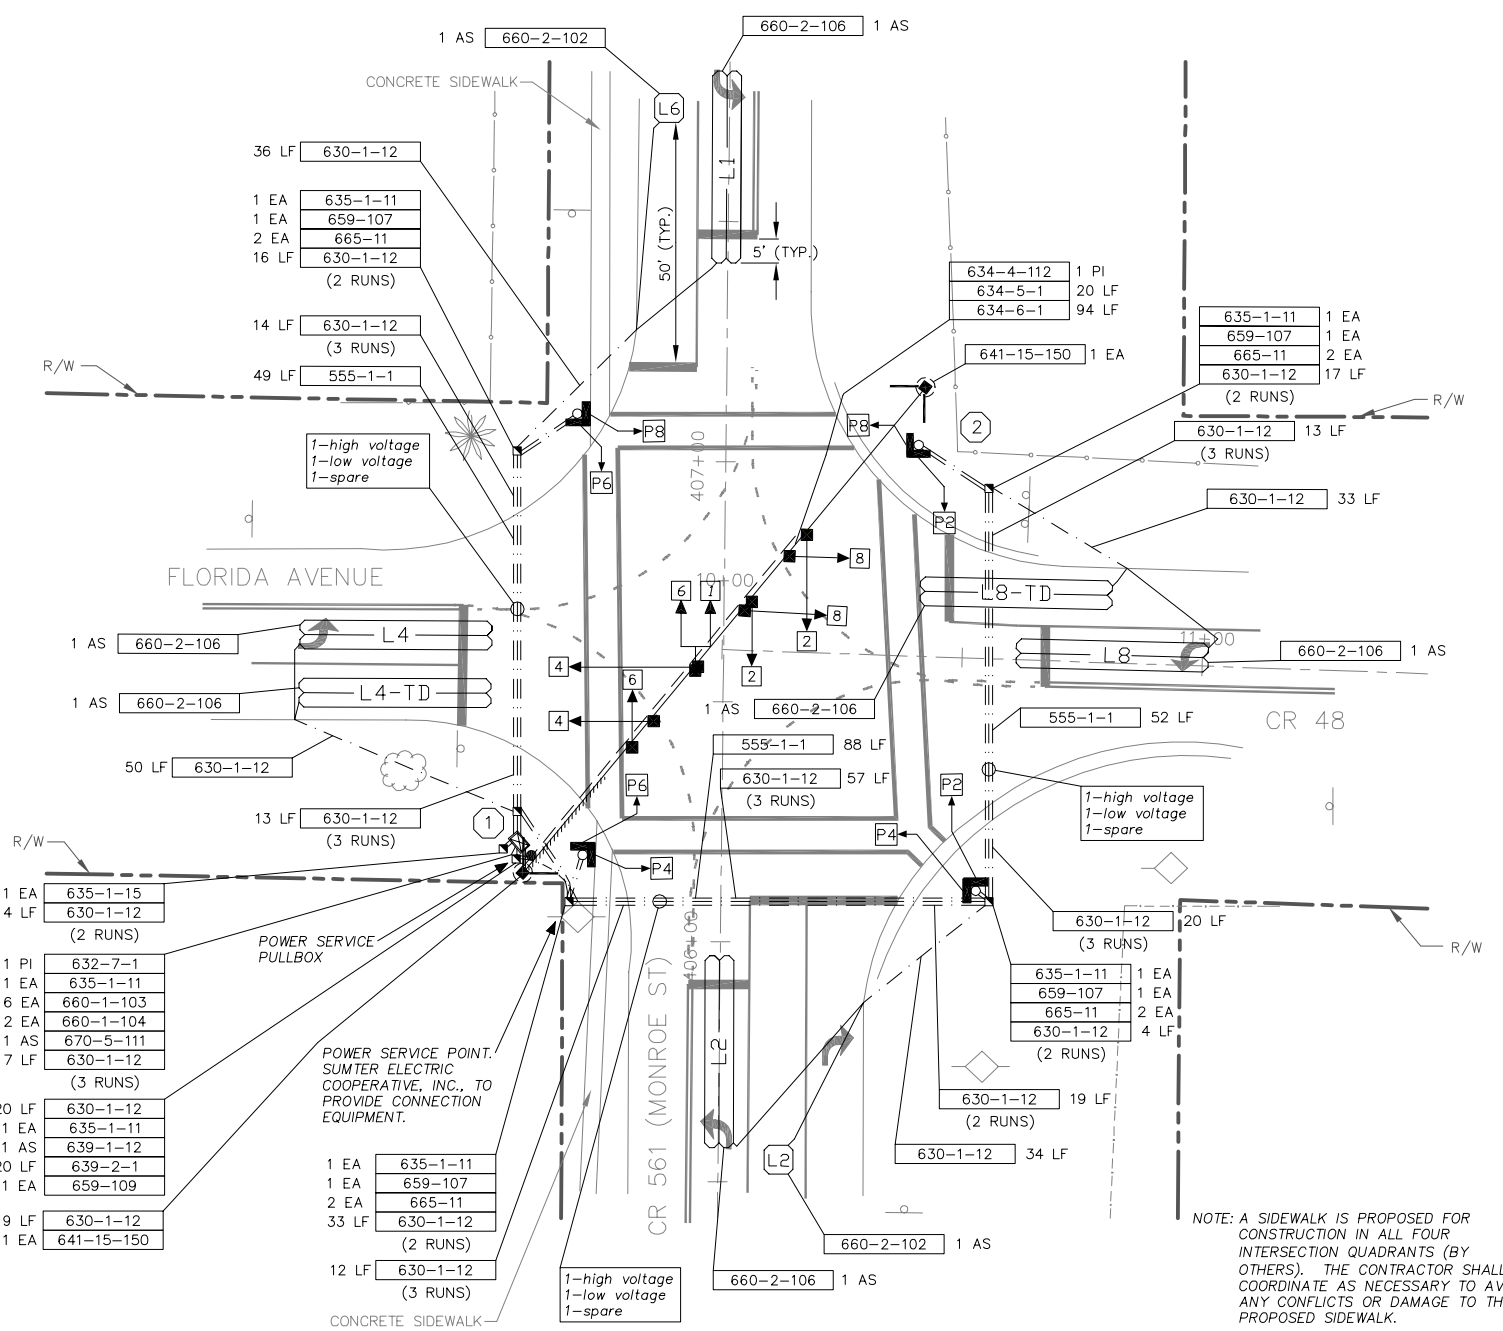 660-2-106 1 AS
1 AS 660-2-102
CONCRETE SIDEWALK
L6
L1
50' (TYP.)
5' (TYP.)
36 LF 630-1-12
1 EA 635-1-11
1 EA 659-107
2 EA 665-11
16 LF 630-1-12
(2 RUNS)
14 LF 630-1-12
(3 RUNS)
49 LF 555-1-1
R/W
1-high voltage
1-low voltage
1-spare
634-4-112 1 PI
634-5-1 20 LF
634-6-1 94 LF
641-15-150 1 EA
635-1-11 1 EA
659-107 1 EA
665-11 2 EA
630-1-12 17 LF
(2 RUNS)
R/W
630-1-12 13 LF
(3 RUNS)
630-1-12 33 LF
P8
P6
P8
P2
2
407+00
10+00
11+00
406+00
8
8
6
1
2
2
4
6
4
FLORIDA AVENUE
L4
1 AS 660-2-106
L4-TD
1 AS 660-2-106
L8-TD
L8
660-2-106 1 AS
1 AS 660-2-106
555-1-1 52 LF
CR 48
50 LF 630-1-12
555-1-1 88 LF
630-1-12 57 LF
(3 RUNS)
P6
P2
P4
P4
1-high voltage
1-low voltage
1-spare
13 LF 630-1-12
(3 RUNS)
1
R/W
1 EA 635-1-15
4 LF 630-1-12
(2 RUNS)
POWER SERVICE
PULLBOX
1 PI 632-7-1
1 EA 635-1-11
6 EA 660-1-103
2 EA 660-1-104
1 AS 670-5-111
7 LF 630-1-12
(3 RUNS)
20 LF 630-1-12
1 EA 635-1-11
1 AS 639-1-12
20 LF 639-2-1
1 EA 659-109
9 LF 630-1-12
1 EA 641-15-150
POWER SERVICE POINT.
SUMTER ELECTRIC
COOPERATIVE, INC., TO
PROVIDE CONNECTION
EQUIPMENT.
1 EA 635-1-11
1 EA 659-107
2 EA 665-11
33 LF 630-1-12
(2 RUNS)
12 LF 630-1-12
(3 RUNS)
CONCRETE SIDEWALK
1-high voltage
1-low voltage
1-spare
CR 561 (MONROE ST)
L2
L2
660-2-106 1 AS
660-2-102 1 AS
630-1-12 34 LF
630-1-12 19 LF
(2 RUNS)
630-1-12 20 LF
(3 RUNS)
635-1-11 1 EA
659-107 1 EA
665-11 2 EA
630-1-12 4 LF
(2 RUNS)
R/W
NOTE: A SIDEWALK IS PROPOSED FOR
CONSTRUCTION IN ALL FOUR
INTERSECTION QUADRANTS (BY
OTHERS). THE CONTRACTOR SHALL
COORDINATE AS NECESSARY TO AV
ANY CONFLICTS OR DAMAGE TO TH
PROPOSED SIDEWALK.